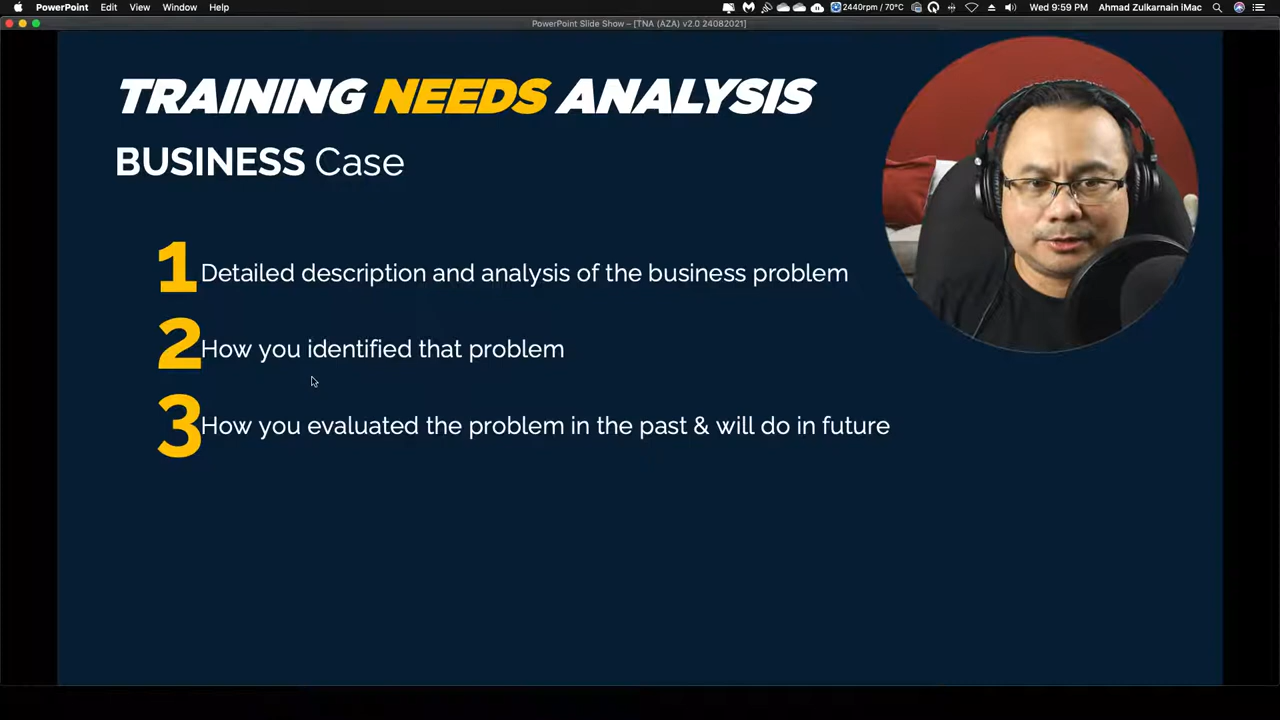 PowerPoint Edit View Window Help 2440rpm / 70°C Wed 9:59 PM Ahmad Zulkarnain iMac
PowerPoint Slide Show – [TNA (AZA) v2.0 24082021]
TRAINING NEEDS ANALYSIS
BUSINESS Case
1 Detailed description and analysis of the business problem
2 How you identified that problem
3 How you evaluated the problem in the past & will do in future